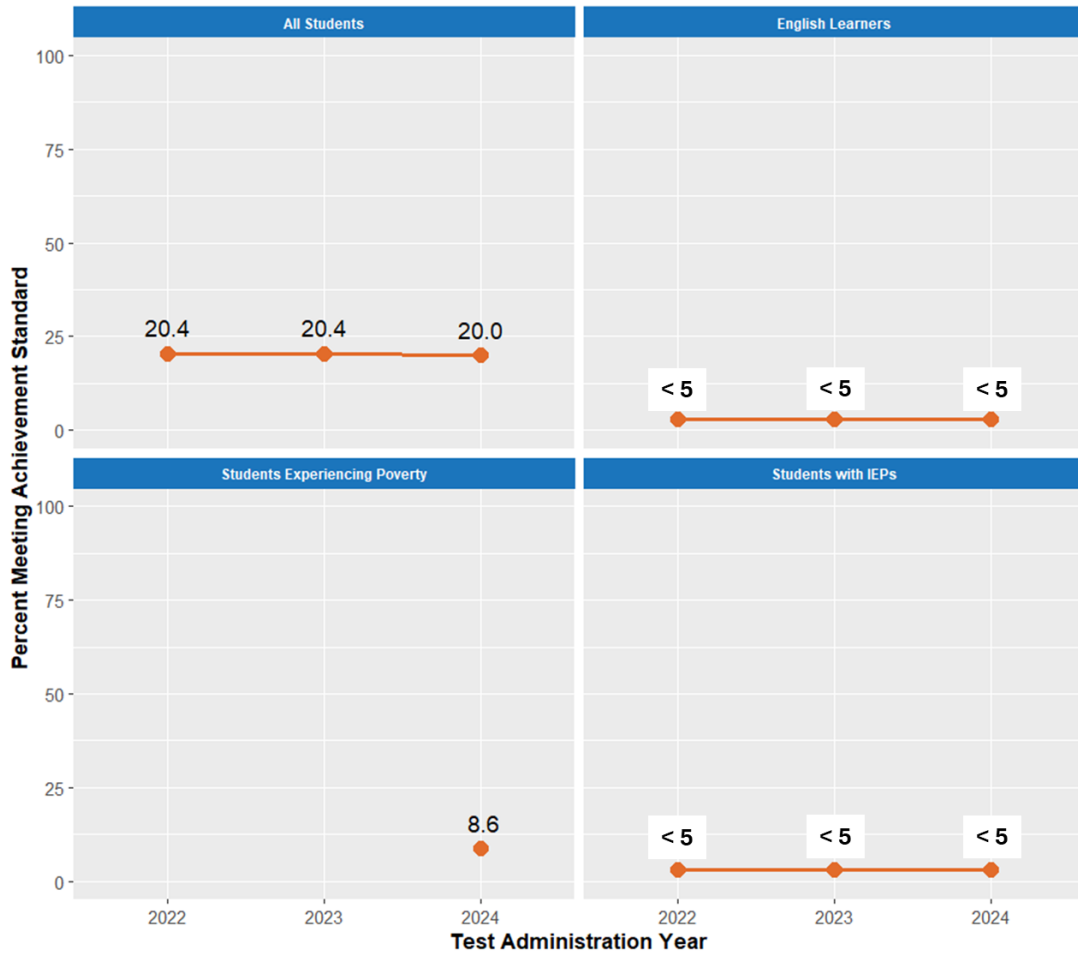 All Students
English Learners
100
75
50
25
0
20.4 20.4 20.0
< 5 < 5 < 5
Students Experiencing Poverty
Students with IEPs
100
75
50
25
0
8.6
< 5 < 5 < 5
2022 2023 2024
2022 2023 2024
Percent Meeting Achievement Standard
Test Administration Year